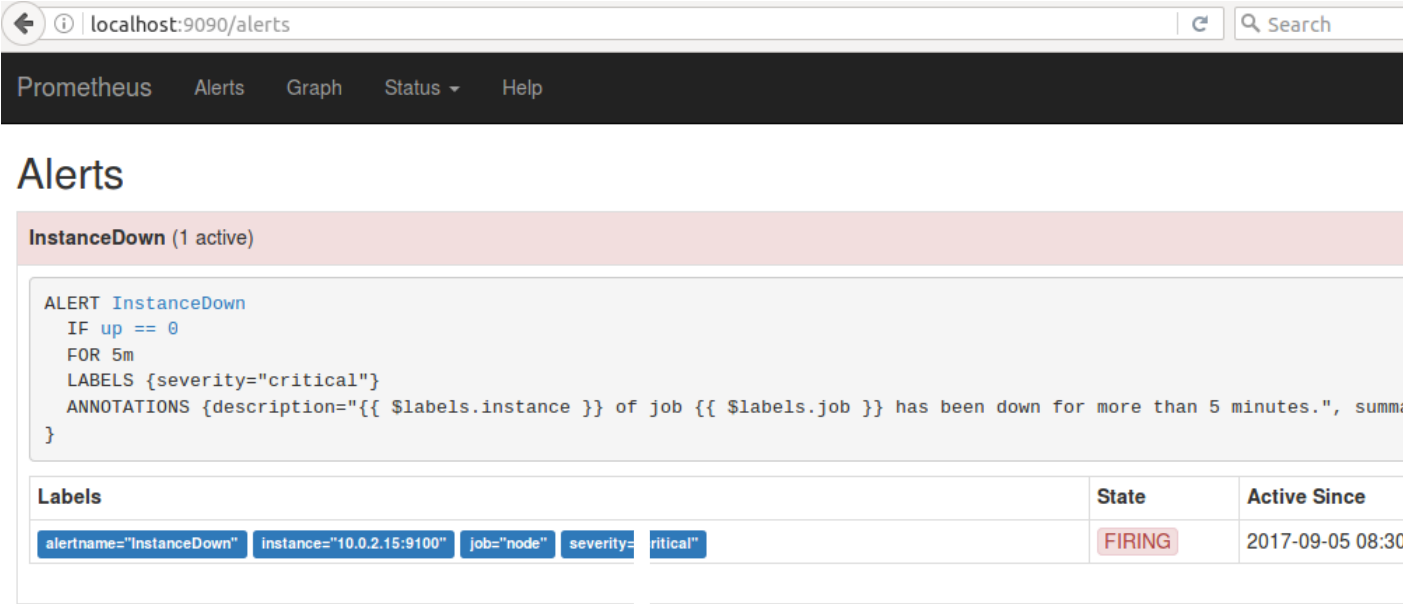 localhost:9090/alerts Search
Prometheus Alerts Graph Status Help
Alerts
InstanceDown (1 active)
ALERT InstanceDown
IF up == 0
FOR 5m
LABELS {severity="critical"}
ANNOTATIONS {description="{{ $labels.instance }} of job {{ $labels.job }} has been down for more than 5 minutes.", summa
}
Labels State Active Since
alertname="InstanceDown" instance="10.0.2.15:9100" job="node" severity= ritical" FIRING 2017-09-05 08:30